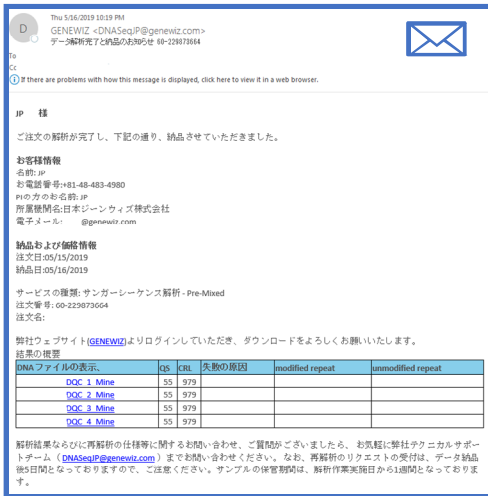 D
Thu 5/16/2019 10:19 PM
GENEWIZ <DNASeqJP@genewiz.com>
データ解析完了と納品のお知らせ 60-229873664
To
Cc
If there are problems with how this message is displayed, click here to view it in a web browser.
JP 様
ご注文の解析が完了し、下記の通り、納品させていただきました。
お客様情報
名前: JP
お電話番号:+81-48-483-4980
PIの方のお名前: JP
所属機関名:日本ジーンウィズ株式会社
電子メール: @genewiz.com
納品および価格情報
注文日:05/15/2019
納品日:05/16/2019
サービスの種類: サンガーシーケンス解析 - Pre-Mixed
注文番号: 60-229873664
注文名:
弊社ウェブサイト(GENEWIZ)よりログインしていただき、ダウンロードをよろしくお願いいたします。
結果の概要
DNAファイルの表示、 QS CRL 失敗の原因 modified repeat unmodified repeat
DQC_1_Mine 55 979
DQC_2_Mine 55 979
DQC_3_Mine 55 979
DQC_4_Mine 55 979
解析結果ならびに再解析の仕様等に関するお問い合わせ、ご質問がございましたら、 お気軽に弊社テクニカルサポー
トチーム（DNASeqJP@genewiz.com ）までお問い合わせください。 なお、再解析のリクエストの受付は、データ納品
後5日間となっておりますので、ご注意ください。サンプルの保管期間は、解析作業実施日から1週間となっておりま
す。